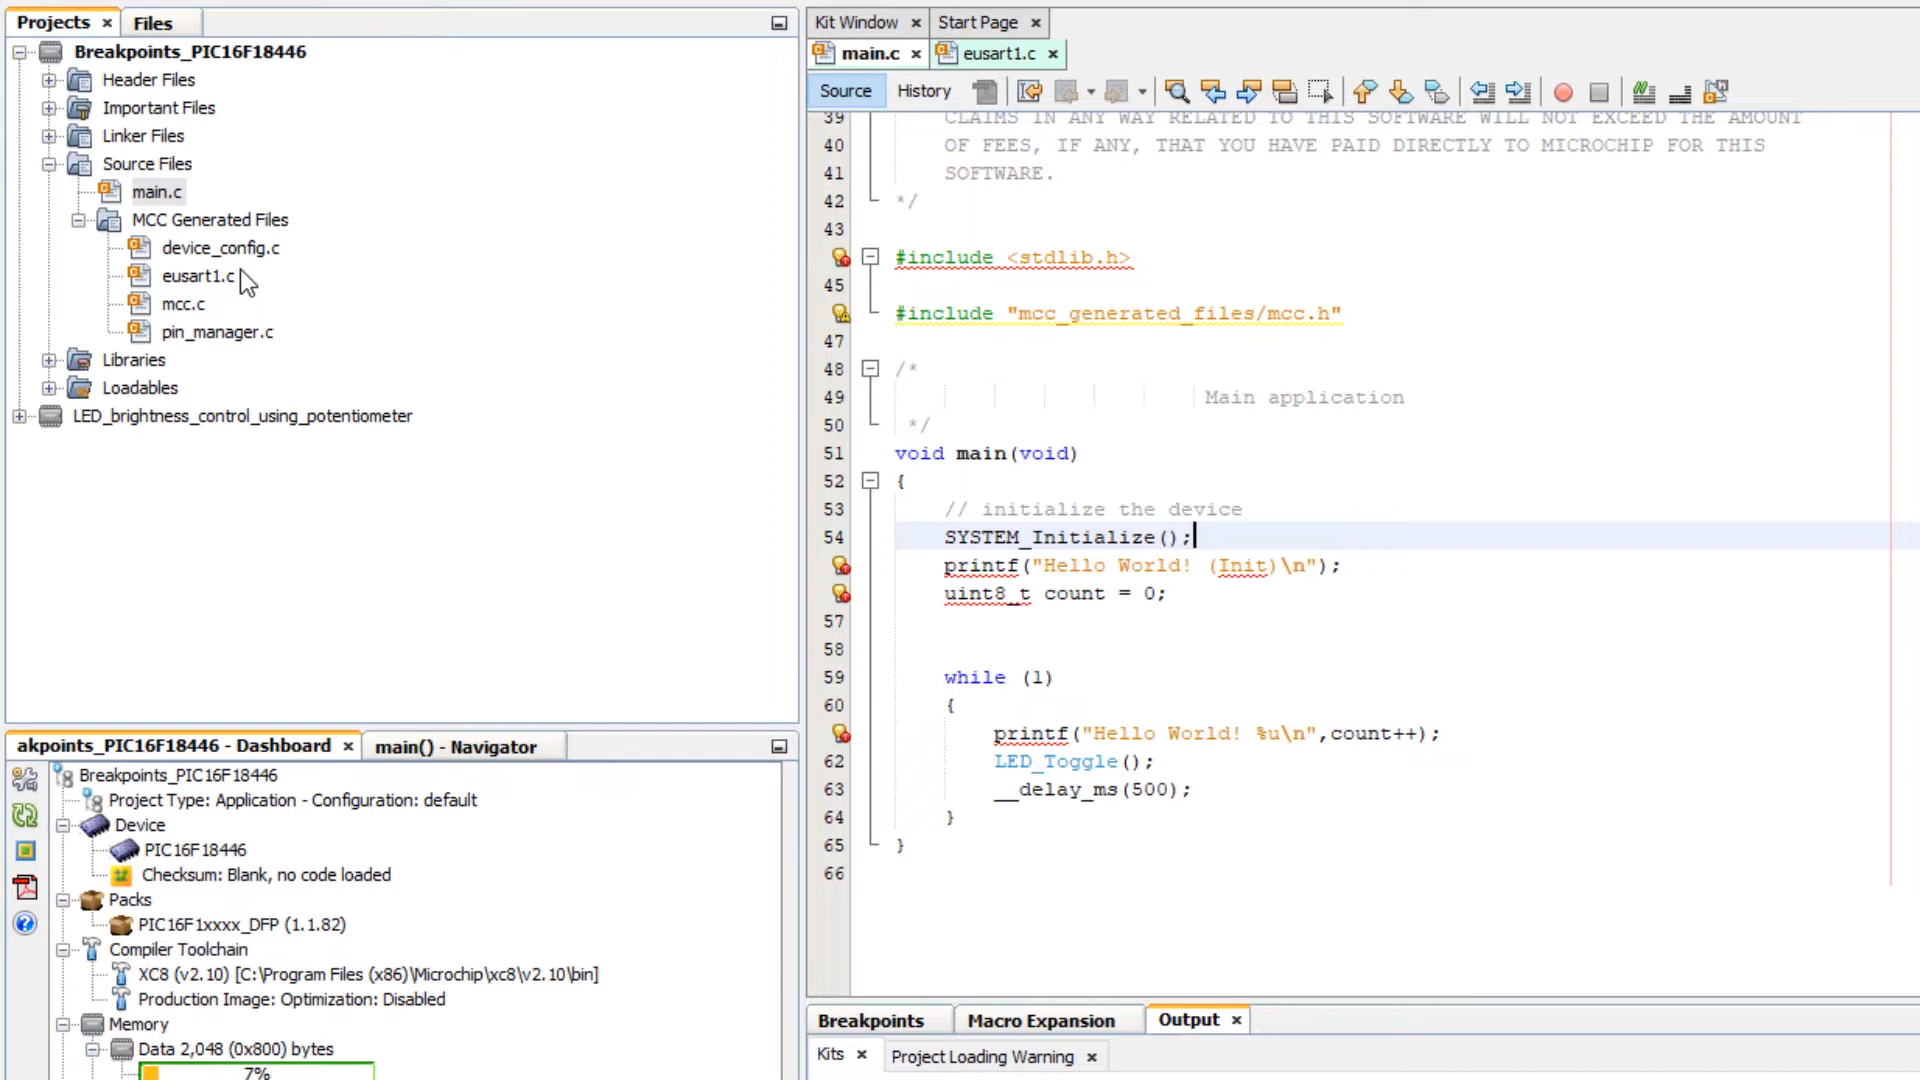 Projects
Files
Breakpoints_PIC16F18446
Header Files
Important Files
Linker Files
Source Files
main.c
MCC Generated Files
device_config.c
eusart1.c
mcc.c
pin_manager.c
Libraries
Loadables
LED_brightness_control_using_potentiometer
akpoints_PIC16F18446 - Dashboard
main() - Navigator
Breakpoints_PIC16F18446
Project Type: Application - Configuration: default
Device
PIC16F18446
Checksum: Blank, no code loaded
Packs
PIC16F1xxxx_DFP (1.1.82)
Compiler Toolchain
XC8 (v2.10) [C:\Program Files (x86)\Microchip\xc8\v2.10\bin]
Production Image: Optimization: Disabled
Memory
Data 2,048 (0x800) bytes
7%
Kit Window
Start Page
main.c
eusart1.c
Source
History
39 CLAIMS IN ANY WAY RELATED TO THIS SOFTWARE WILL NOT EXCEED THE AMOUNT
40 OF FEES, IF ANY, THAT YOU HAVE PAID DIRECTLY TO MICROCHIP FOR THIS
41 SOFTWARE.
42 */
43
#include <stdlib.h>
45
#include "mcc_generated_files/mcc.h"
47
48 /*
49 Main application
50 */
51 void main(void)
52 {
53 // initialize the device
54 SYSTEM_Initialize();
printf("Hello World! (Init)\n");
uint8_t count = 0;
57
58
59 while (1)
60 {
printf("Hello World! %u\n",count++);
62 LED_Toggle();
63 __delay_ms(500);
64 }
65 }
66
Breakpoints
Macro Expansion
Output
Kits
Project Loading Warning